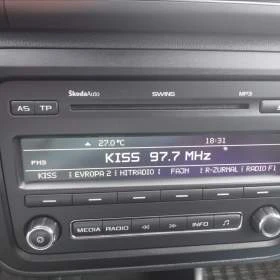 ŠkodaAuto SWING MP3
AS TP
27.0°C 18:31
KISS 97.7 MHz
FM3
KISS EVROPA 2 HITRADIO FAJN R-ZURNAL RADIO F
MEDIA RADIO INFO